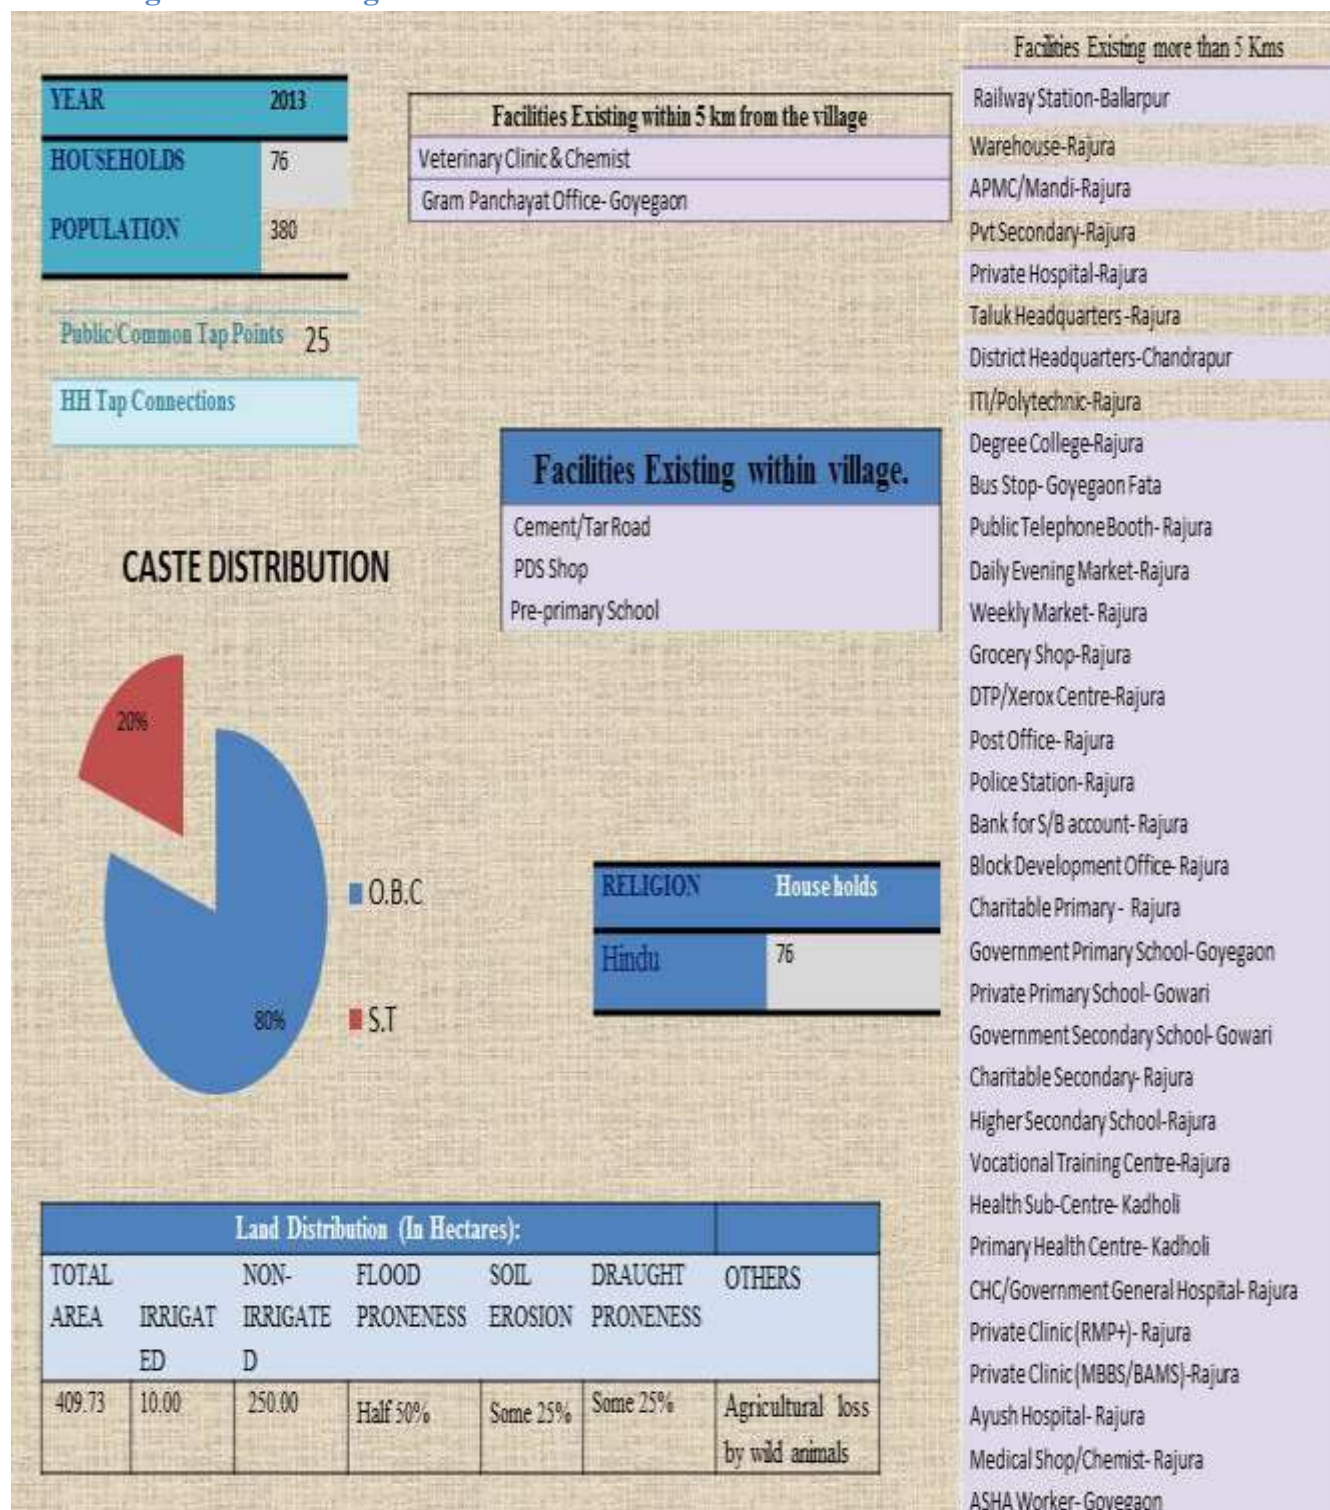 YEAR 2013
HOUSEHOLDS 76
POPULATION 380
Public/Common Tap Points 25
HH Tap Connections
Facilities Existing within 5 km from the village
Veterinary Clinic & Chemist
Gram Panchayat Office- Goyegaon
Facilities Existing within village.
Cement/Tar Road
PDS Shop
Pre-primary School
CASTE DISTRIBUTION
20%
80%
O.B.C
S.T
RELIGION Households
Hindu 76
Land Distribution (In Hectares):
TOTAL AREA IRRIGATED NON-IRRIGATED FLOOD PRONENESS SOIL EROSION DRAUGHT PRONENESS OTHERS
409.73 10.00 250.00 Half 50% Some 25% Some 25% Agricultural loss by wild animals
Facilities Existing more than 5 Kms
Railway Station-Ballarpur
Warehouse-Rajura
APMC/Mandi-Rajura
Pvt Secondary-Rajura
Private Hospital-Rajura
Taluk Headquarters -Rajura
District Headquarters-Chandrapur
ITI/Polytechnic-Rajura
Degree College-Rajura
Bus Stop- Goyegaon Fata
Public Telephone Booth- Rajura
Daily Evening Market-Rajura
Weekly Market- Rajura
Grocery Shop-Rajura
DTP/Xerox Centre-Rajura
Post Office- Rajura
Police Station-Rajura
Bank for S/B account- Rajura
Block Development Office- Rajura
Charitable Primary - Rajura
Government Primary School- Goyegaon
Private Primary School- Gowari
Government Secondary School- Gowari
Charitable Secondary- Rajura
Higher Secondary School-Rajura
Vocational Training Centre-Rajura
Health Sub-Centre- Kadholi
Primary Health Centre- Kadholi
CHC/Government General Hospital- Rajura
Private Clinic (RMP+)- Rajura
Private Clinic (MBBS/BAMS)-Rajura
Ayush Hospital- Rajura
Medical Shop/Chemist- Rajura
ASHA Worker- Goyegaon